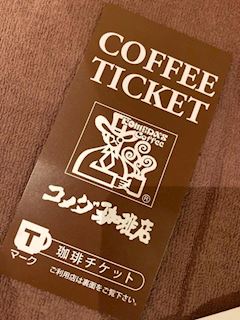 COFFEE
TICKET
KOMEDA'S
Coffee
®
コメダ珈琲店
T
マーク
珈琲チケット
ご利用店は裏面をご覧下さい。